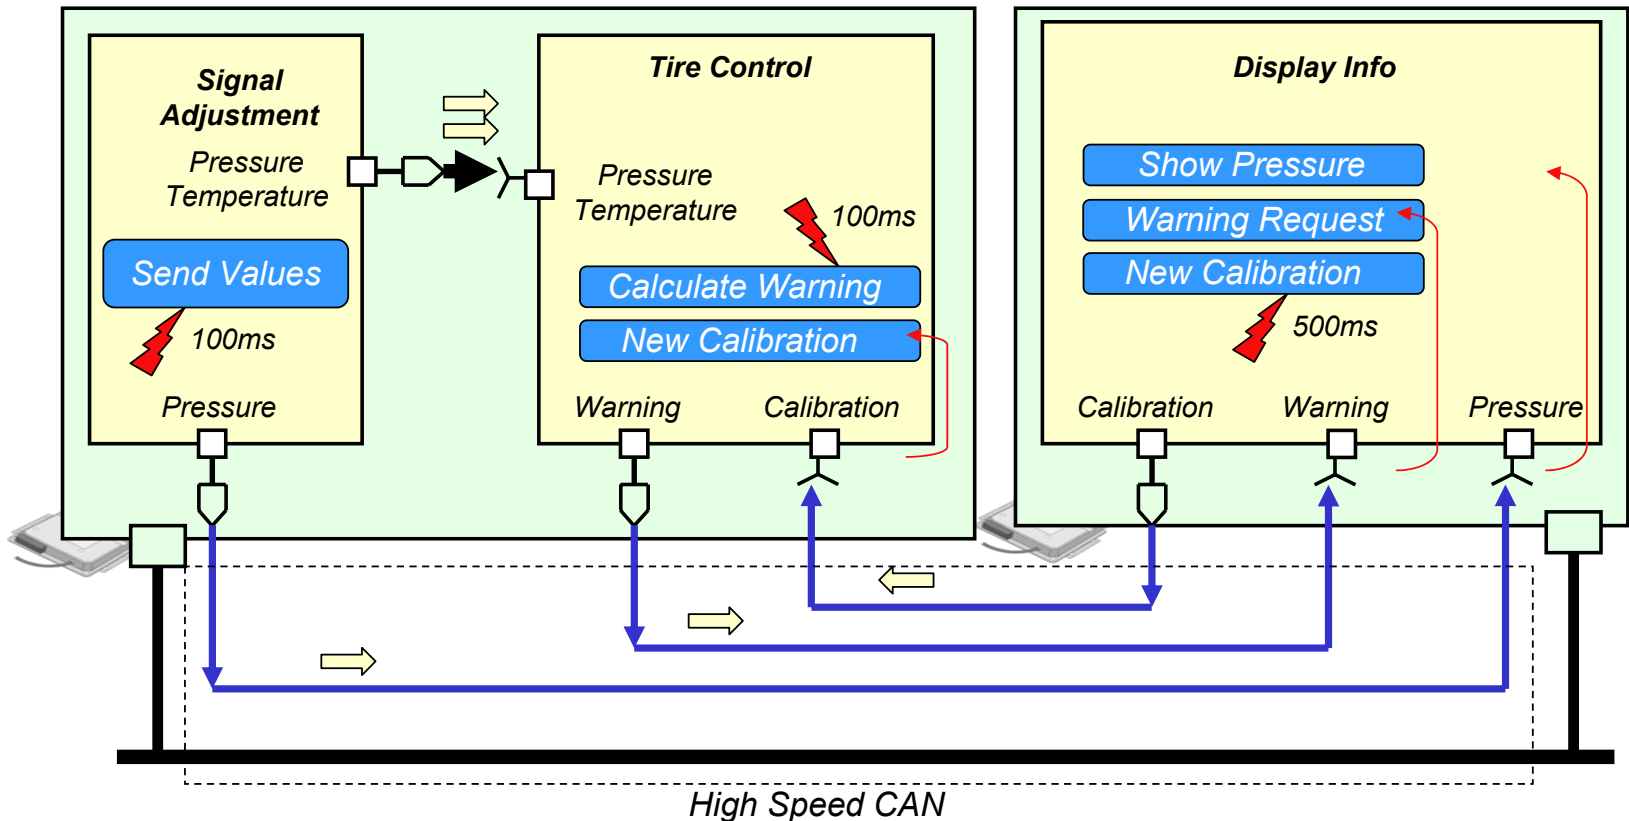 Signal
Adjustment
Pressure
Temperature
Send Values
100ms
Pressure
Tire Control
Pressure
Temperature
100ms
Calculate Warning
New Calibration
Warning
Calibration
Display Info
Show Pressure
Warning Request
New Calibration
500ms
Calibration
Warning
Pressure
High Speed CAN